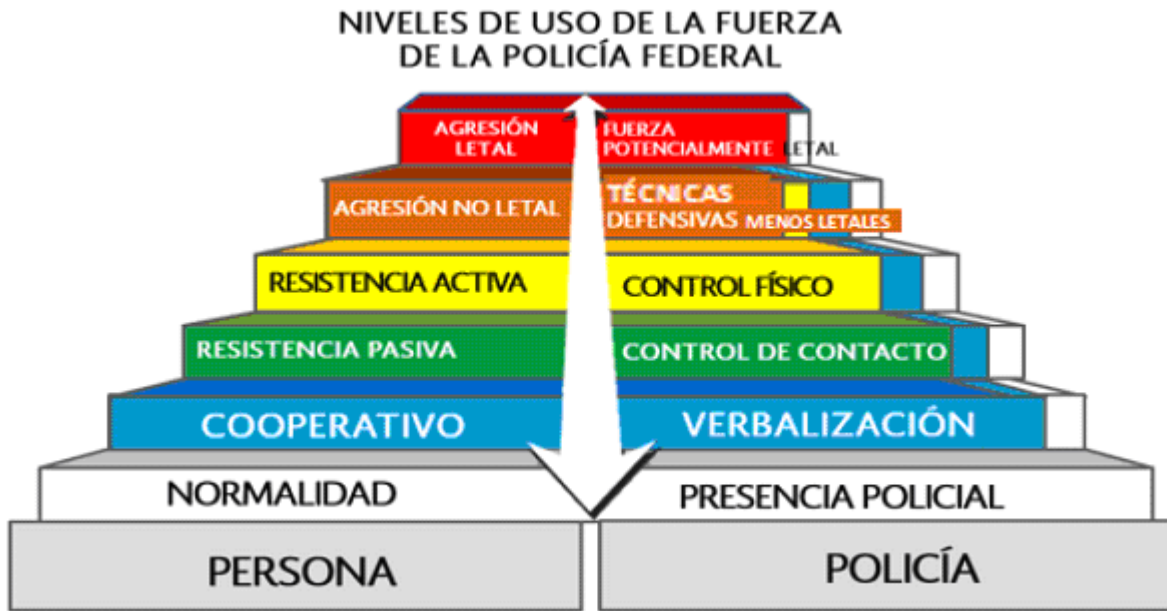 NIVELES DE USO DE LA FUERZA
DE LA POLICÍA FEDERAL
AGRESIÓN
LETAL
FUERZA
POTENCIALMENTE LETAL
AGRESIÓN NO LETAL
TÉCNICAS
DEFENSIVAS MENOS LETALES
RESISTENCIA ACTIVA
CONTROL FÍSICO
RESISTENCIA PASIVA
CONTROL DE CONTACTO
COOPERATIVO
VERBALIZACIÓN
NORMALIDAD
PRESENCIA POLICIAL
PERSONA
POLICÍA